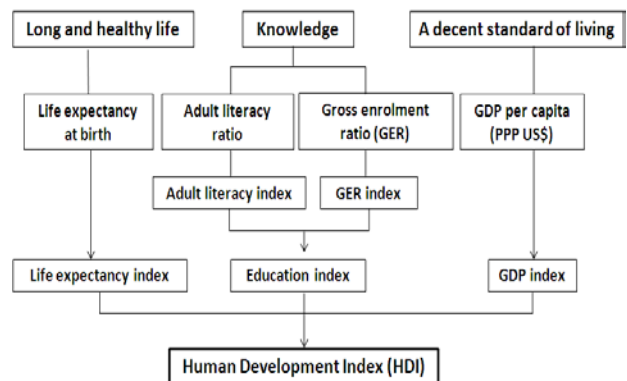 Long and healthy life
Knowledge
A decent standard of living
Life expectancy
at birth
Adult literacy
ratio
Gross enrolment
ratio (GER)
GDP per capita
(PPP US$)
Adult literacy index
GER index
Life expectancy index
Education index
GDP index
Human Development Index (HDI)